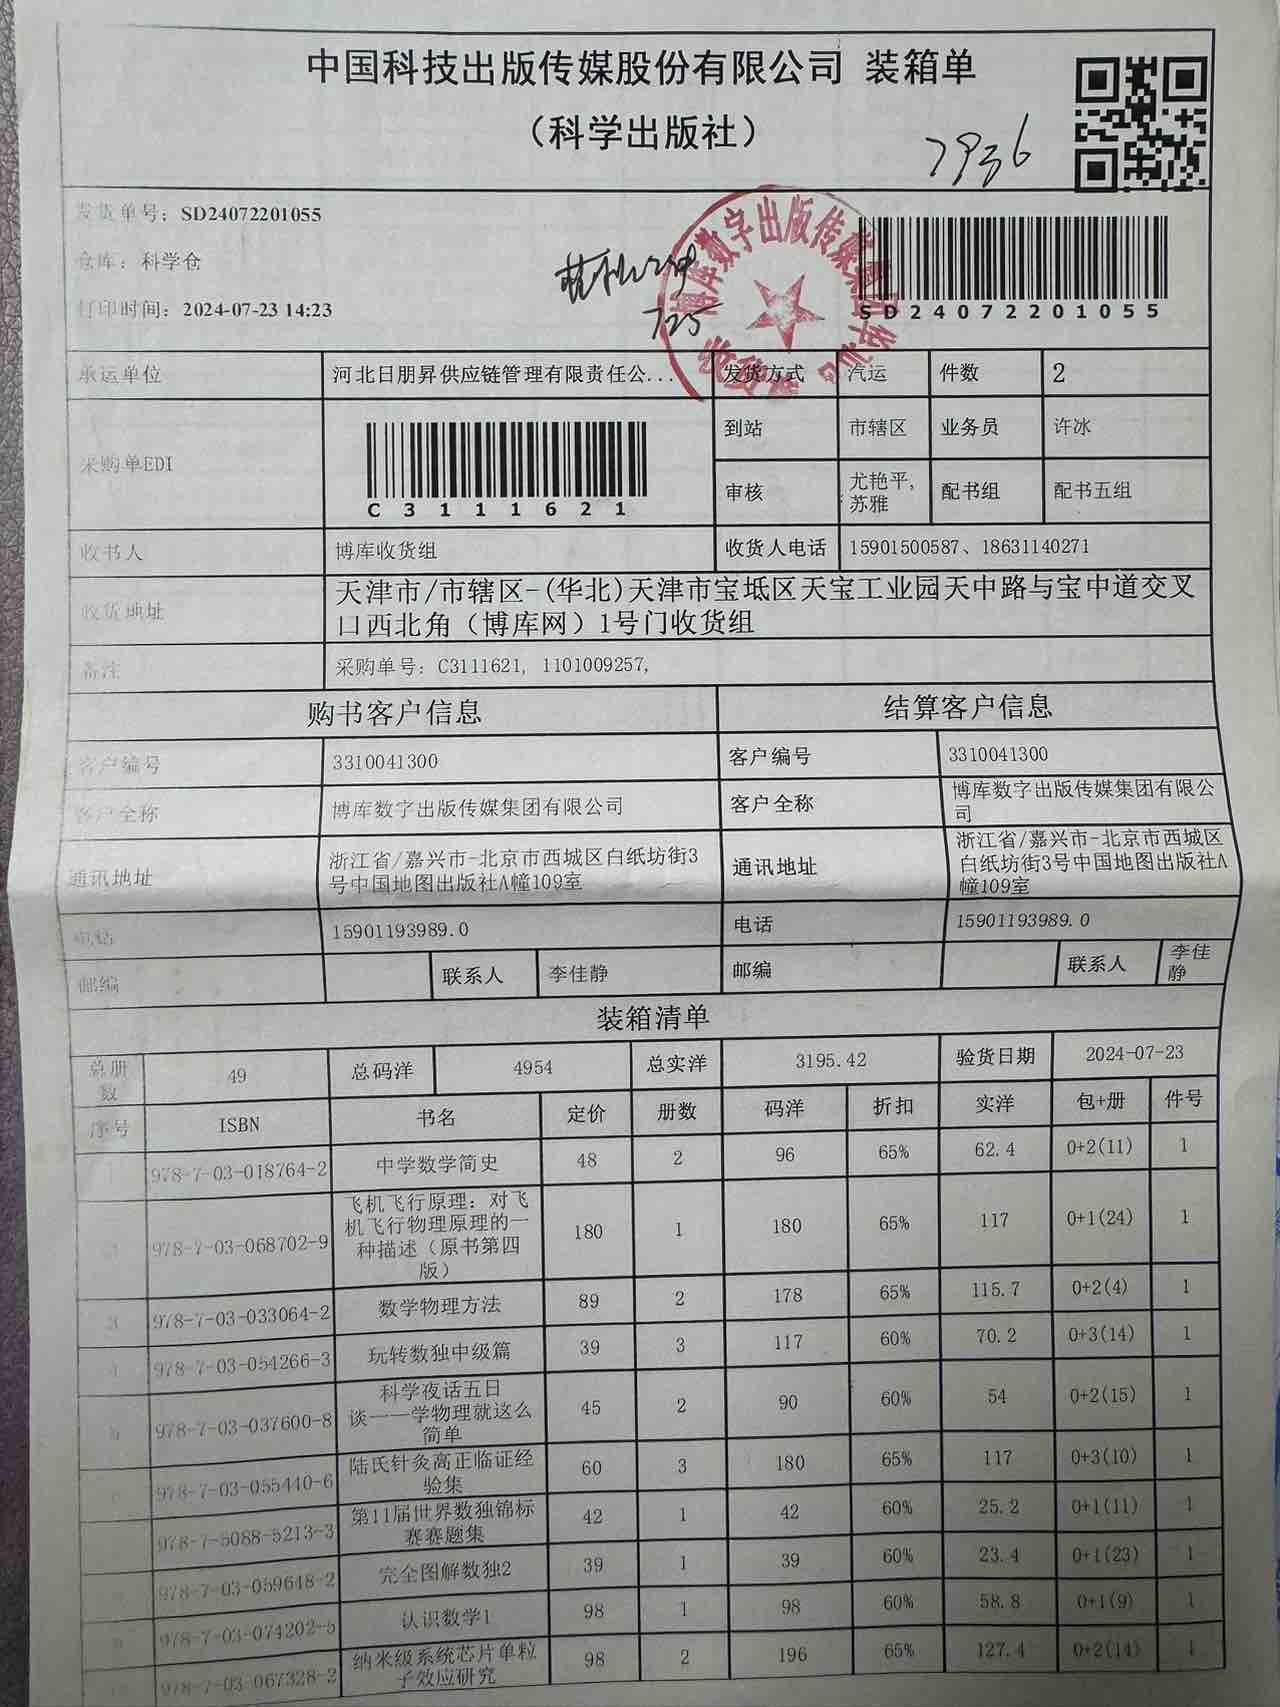 中国科技出版传媒股份有限公司 装箱单
（科学出版社）
7936
发货单号：SD24072201055
仓库：科学仓
打印时间：2024-07-23 14:23
博库数字出版传媒集团
收货
725
SD24072201055
承运单位 河北日朋昇供应链管理有限责任公... 发货方式 汽运 件数 2
采购单EDI C3111621 到站 市辖区 业务员 许冰
审核 尤艳平,苏雅 配书组 配书五组
收书人 博库收货组 收货人电话 15901500587、18631140271
收货地址 天津市/市辖区-(华北)天津市宝坻区天宝工业园天中路与宝中道交叉
口西北角（博库网）1号门收货组
备注 采购单号：C3111621, 1101009257,
购书客户信息 结算客户信息
客户编号 3310041300 客户编号 3310041300
客户全称 博库数字出版传媒集团有限公司 客户全称 博库数字出版传媒集团有限公司
通讯地址 浙江省/嘉兴市-北京市西城区白纸坊街3号中国地图出版社A幢109室 通讯地址 浙江省/嘉兴市-北京市西城区白纸坊街3号中国地图出版社A幢109室
电话 15901193989.0 电话 15901193989.0
邮编 联系人 李佳静 邮编 联系人 李佳静
装箱清单
总册数 49 总码洋 4954 总实洋 3195.42 验货日期 2024-07-23
序号 ISBN 书名 定价 册数 码洋 折扣 实洋 包+册 件号
1 978-7-03-018764-2 中学数学简史 48 2 96 65% 62.4 0+2(11) 1
2 978-7-03-068702-9 飞机飞行原理：对飞机飞行物理原理的一种描述（原书第四版） 180 1 180 65% 117 0+1(24) 1
3 978-7-03-033064-2 数学物理方法 89 2 178 65% 115.7 0+2(4) 1
4 978-7-03-054266-3 玩转数独中级篇 39 3 117 60% 70.2 0+3(14) 1
5 978-7-03-037600-8 科学夜话五日谈——学物理就这么简单 45 2 90 60% 54 0+2(15) 1
978-7-03-055440-6 陆氏针灸高正临证经验集 60 3 180 65% 117 0+3(10) 1
978-7-5088-5213-3 第11届世界数独锦标赛赛题集 42 1 42 60% 25.2 0+1(11) 1
978-7-03-059648-2 完全图解数独2 39 1 39 60% 23.4 0+1(23) 1
978-7-03-074202-5 认识数学1 98 1 98 60% 58.8 0+1(9) 1
978-7-03-067328-2 纳米级系统芯片单粒子效应研究 98 2 196 65% 127.4 0+2(14) 1